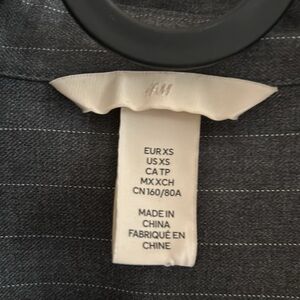 H&M
EUR XS
US XS
CA TP
MX XCH
CN 160/80A
MADE IN
CHINA
FABRIQUÉ EN
CHINE